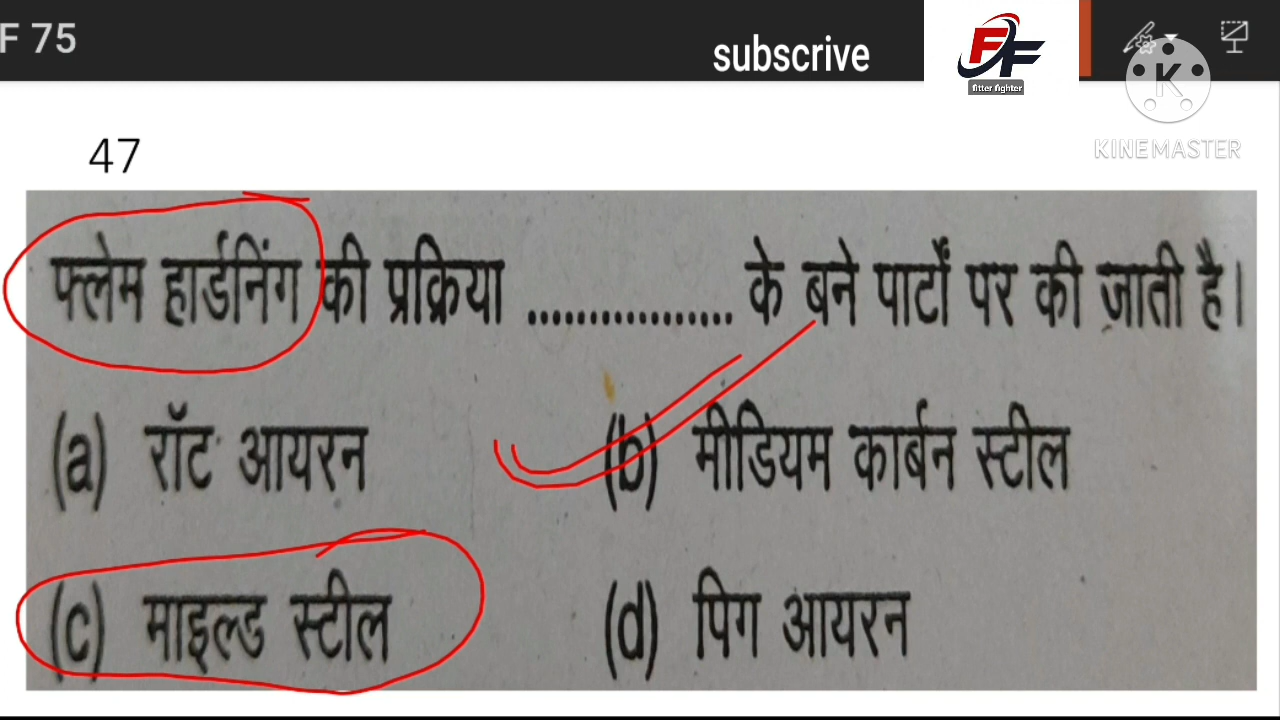 F 75
subscrive
fitter fighter
K
KINEMASTER
47
फ्लेम हार्डनिंग की प्रक्रिया ................. के बने पार्टों पर की जाती है।
(a) रॉट आयरन (b) मीडियम कार्बन स्टील
(c) माइल्ड स्टील (d) पिग आयरन